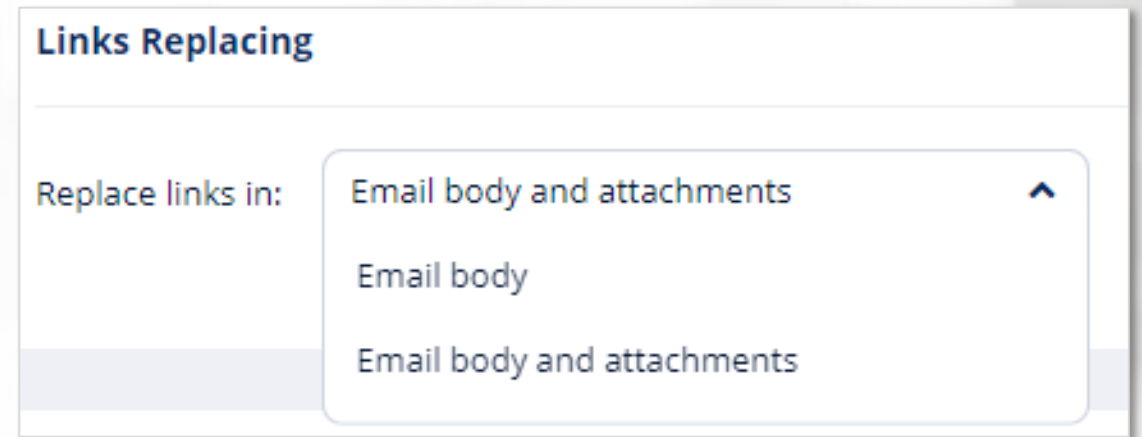 Links Replacing
Replace links in: Email body and attachments
Email body
Email body and attachments